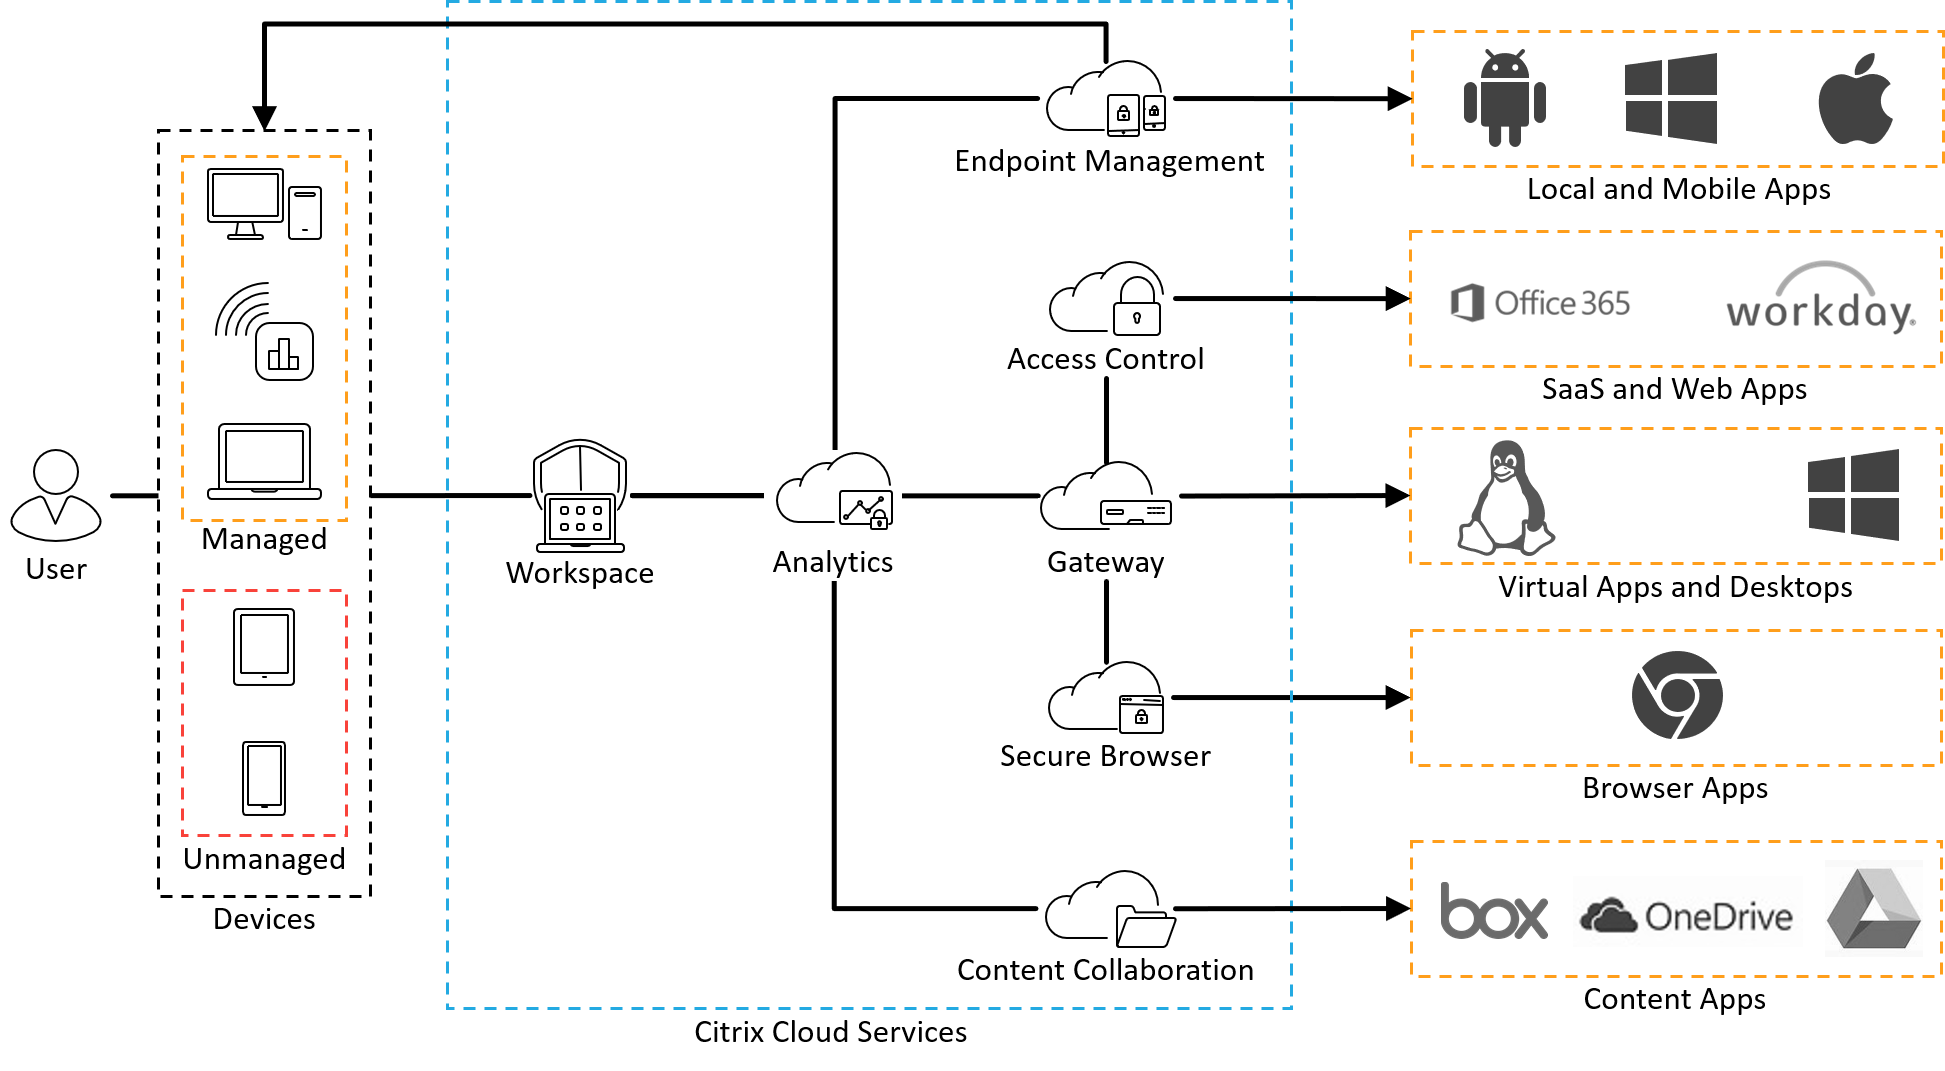 Endpoint Management
Local and Mobile Apps
Office 365
workday.
Access Control
SaaS and Web Apps
Managed
User
Workspace
Analytics
Gateway
Virtual Apps and Desktops
Secure Browser
Browser Apps
Unmanaged
Devices
box
OneDrive
Content Collaboration
Content Apps
Citrix Cloud Services